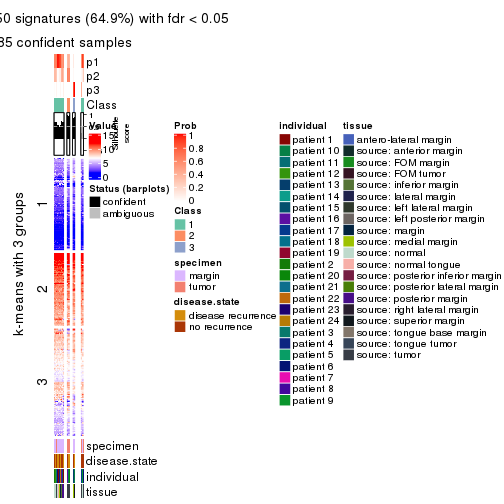 50 signatures (64.9%) with fdr < 0.05
35 confident samples
p1
p2
p3
Class
1
Silhouette
score
Value
15
10
5
0
Status (barplots)
confident
ambiguous
k-means with 3 groups
1
2
3
specimen
disease.state
individual
tissue
Prob
1
0.8
0.6
0.4
0.2
0
Class
1
2
3
specimen
margin
tumor
disease.state
disease recurrence
no recurrence
individual
patient 1
patient 10
patient 11
patient 12
patient 13
patient 14
patient 15
patient 16
patient 17
patient 18
patient 19
patient 2
patient 20
patient 21
patient 22
patient 23
patient 24
patient 3
patient 4
patient 5
patient 6
patient 7
patient 8
patient 9
tissue
antero-lateral margin
source: anterior margin
source: FOM margin
source: FOM tumor
source: inferior margin
source: lateral margin
source: left lateral margin
source: left posterior margin
source: margin
source: medial margin
source: normal
source: normal tongue
source: posterior inferior margin
source: posterior lateral margin
source: posterior margin
source: right lateral margin
source: superior margin
source: tongue base margin
source: tongue tumor
source: tumor